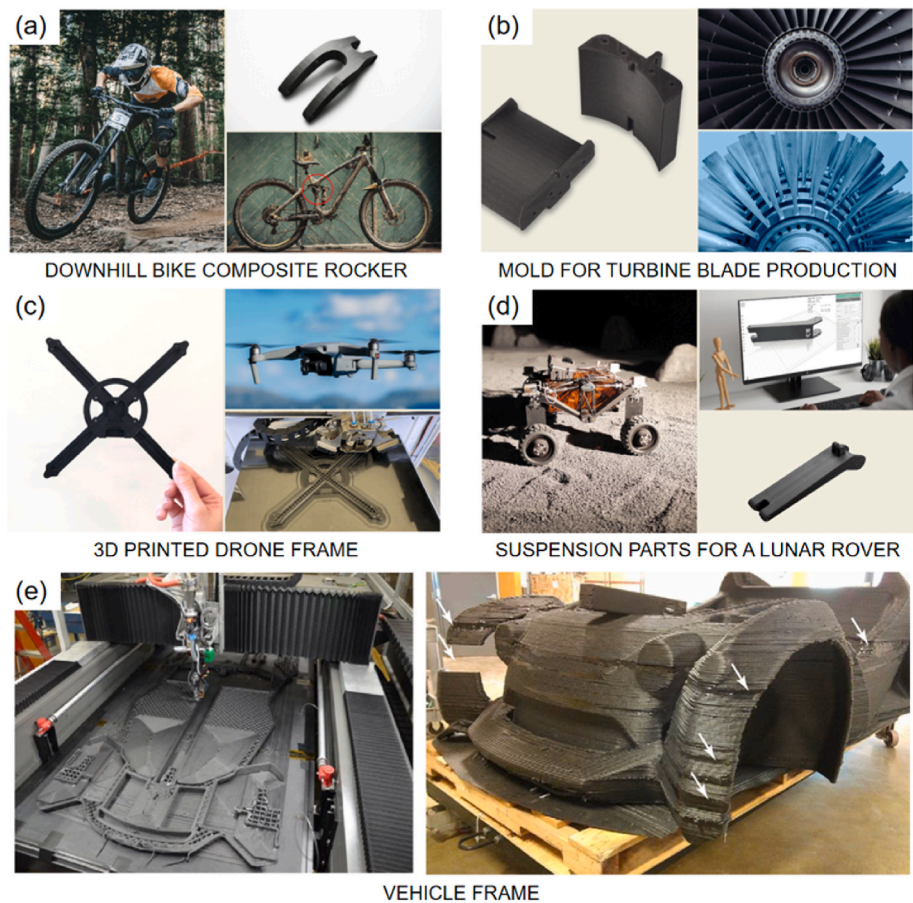 (a)
(b)
DOWNHILL BIKE COMPOSITE ROCKER
MOLD FOR TURBINE BLADE PRODUCTION
(c)
(d)
3D PRINTED DRONE FRAME
SUSPENSION PARTS FOR A LUNAR ROVER
(e)
VEHICLE FRAME